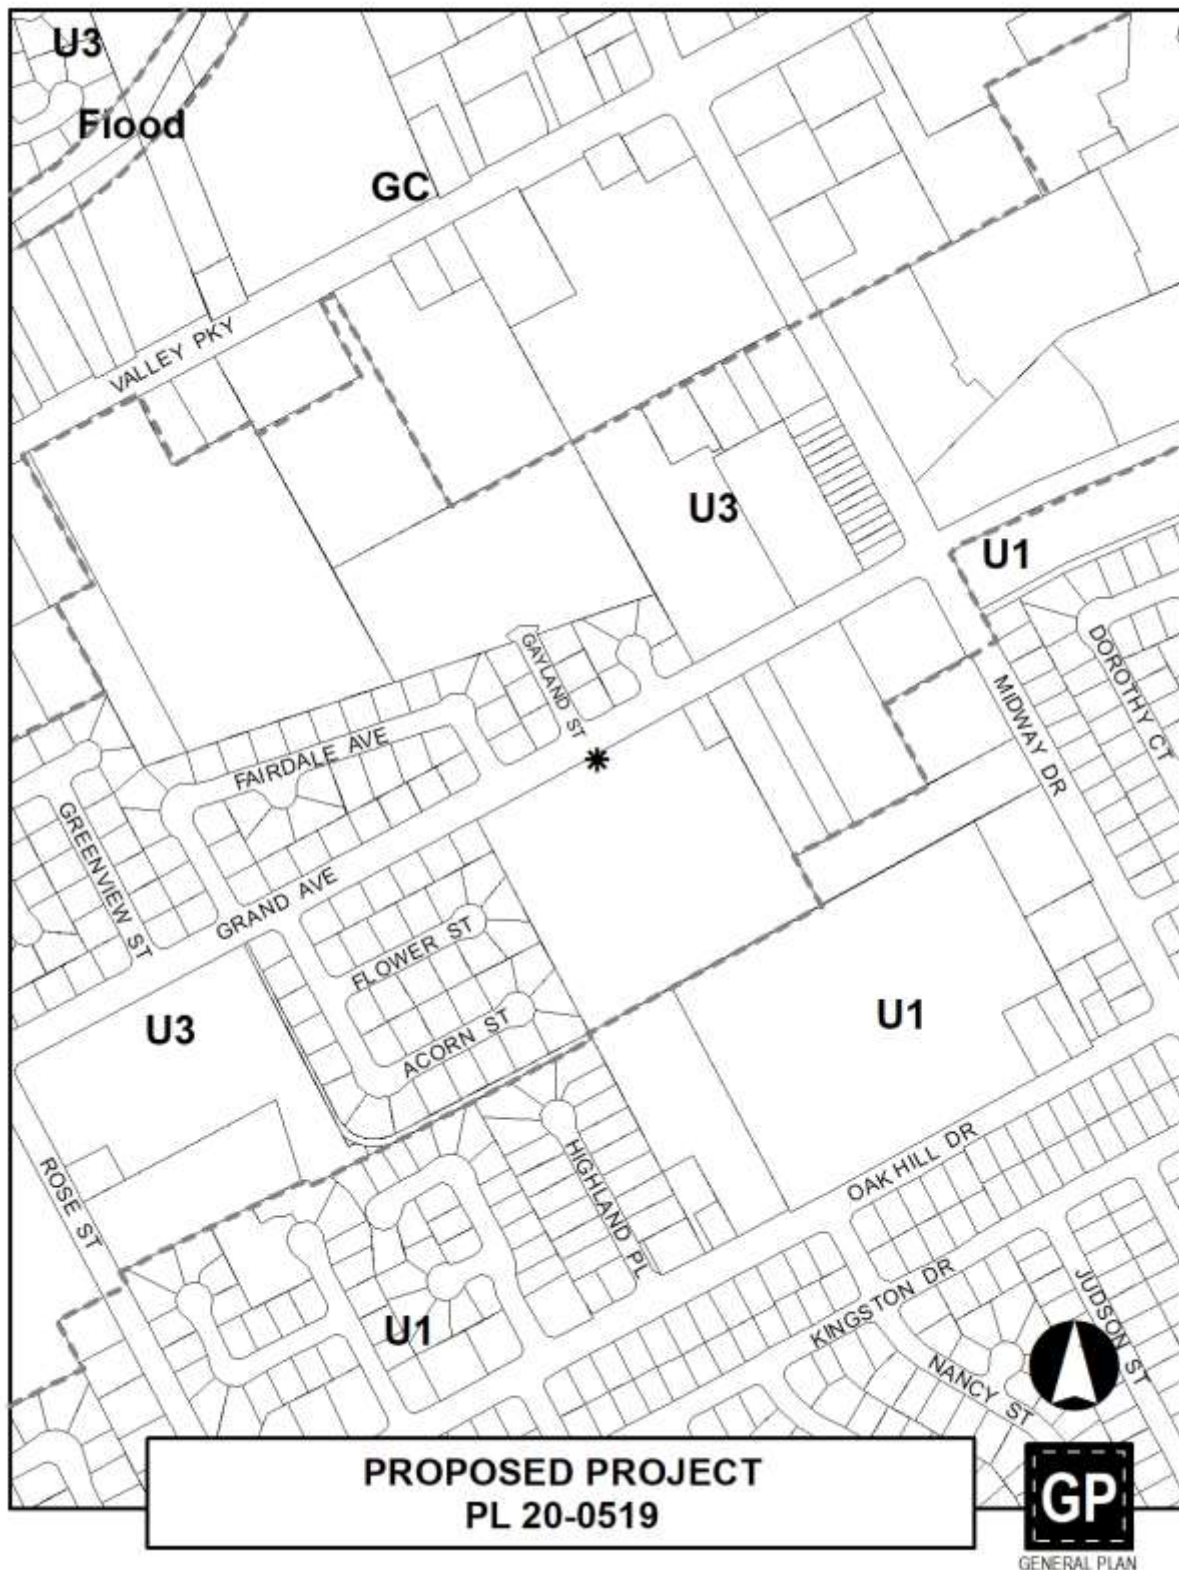 U3
Flood
GC
VALLEY PKY
U3
U1
GAYLAND ST
DOROTHY CT
MIDWAY DR
FAIRDALE AVE
GREENVIEW ST
GRAND AVE
FLOWER ST
U3
U1
ACORN ST
HIGHLAND PL
OAK HILL DR
ROSE ST
KINGSTON DR
JUDSON ST
U1
NANCY ST
PROPOSED PROJECT
PL 20-0519
GP
GENERAL PLAN